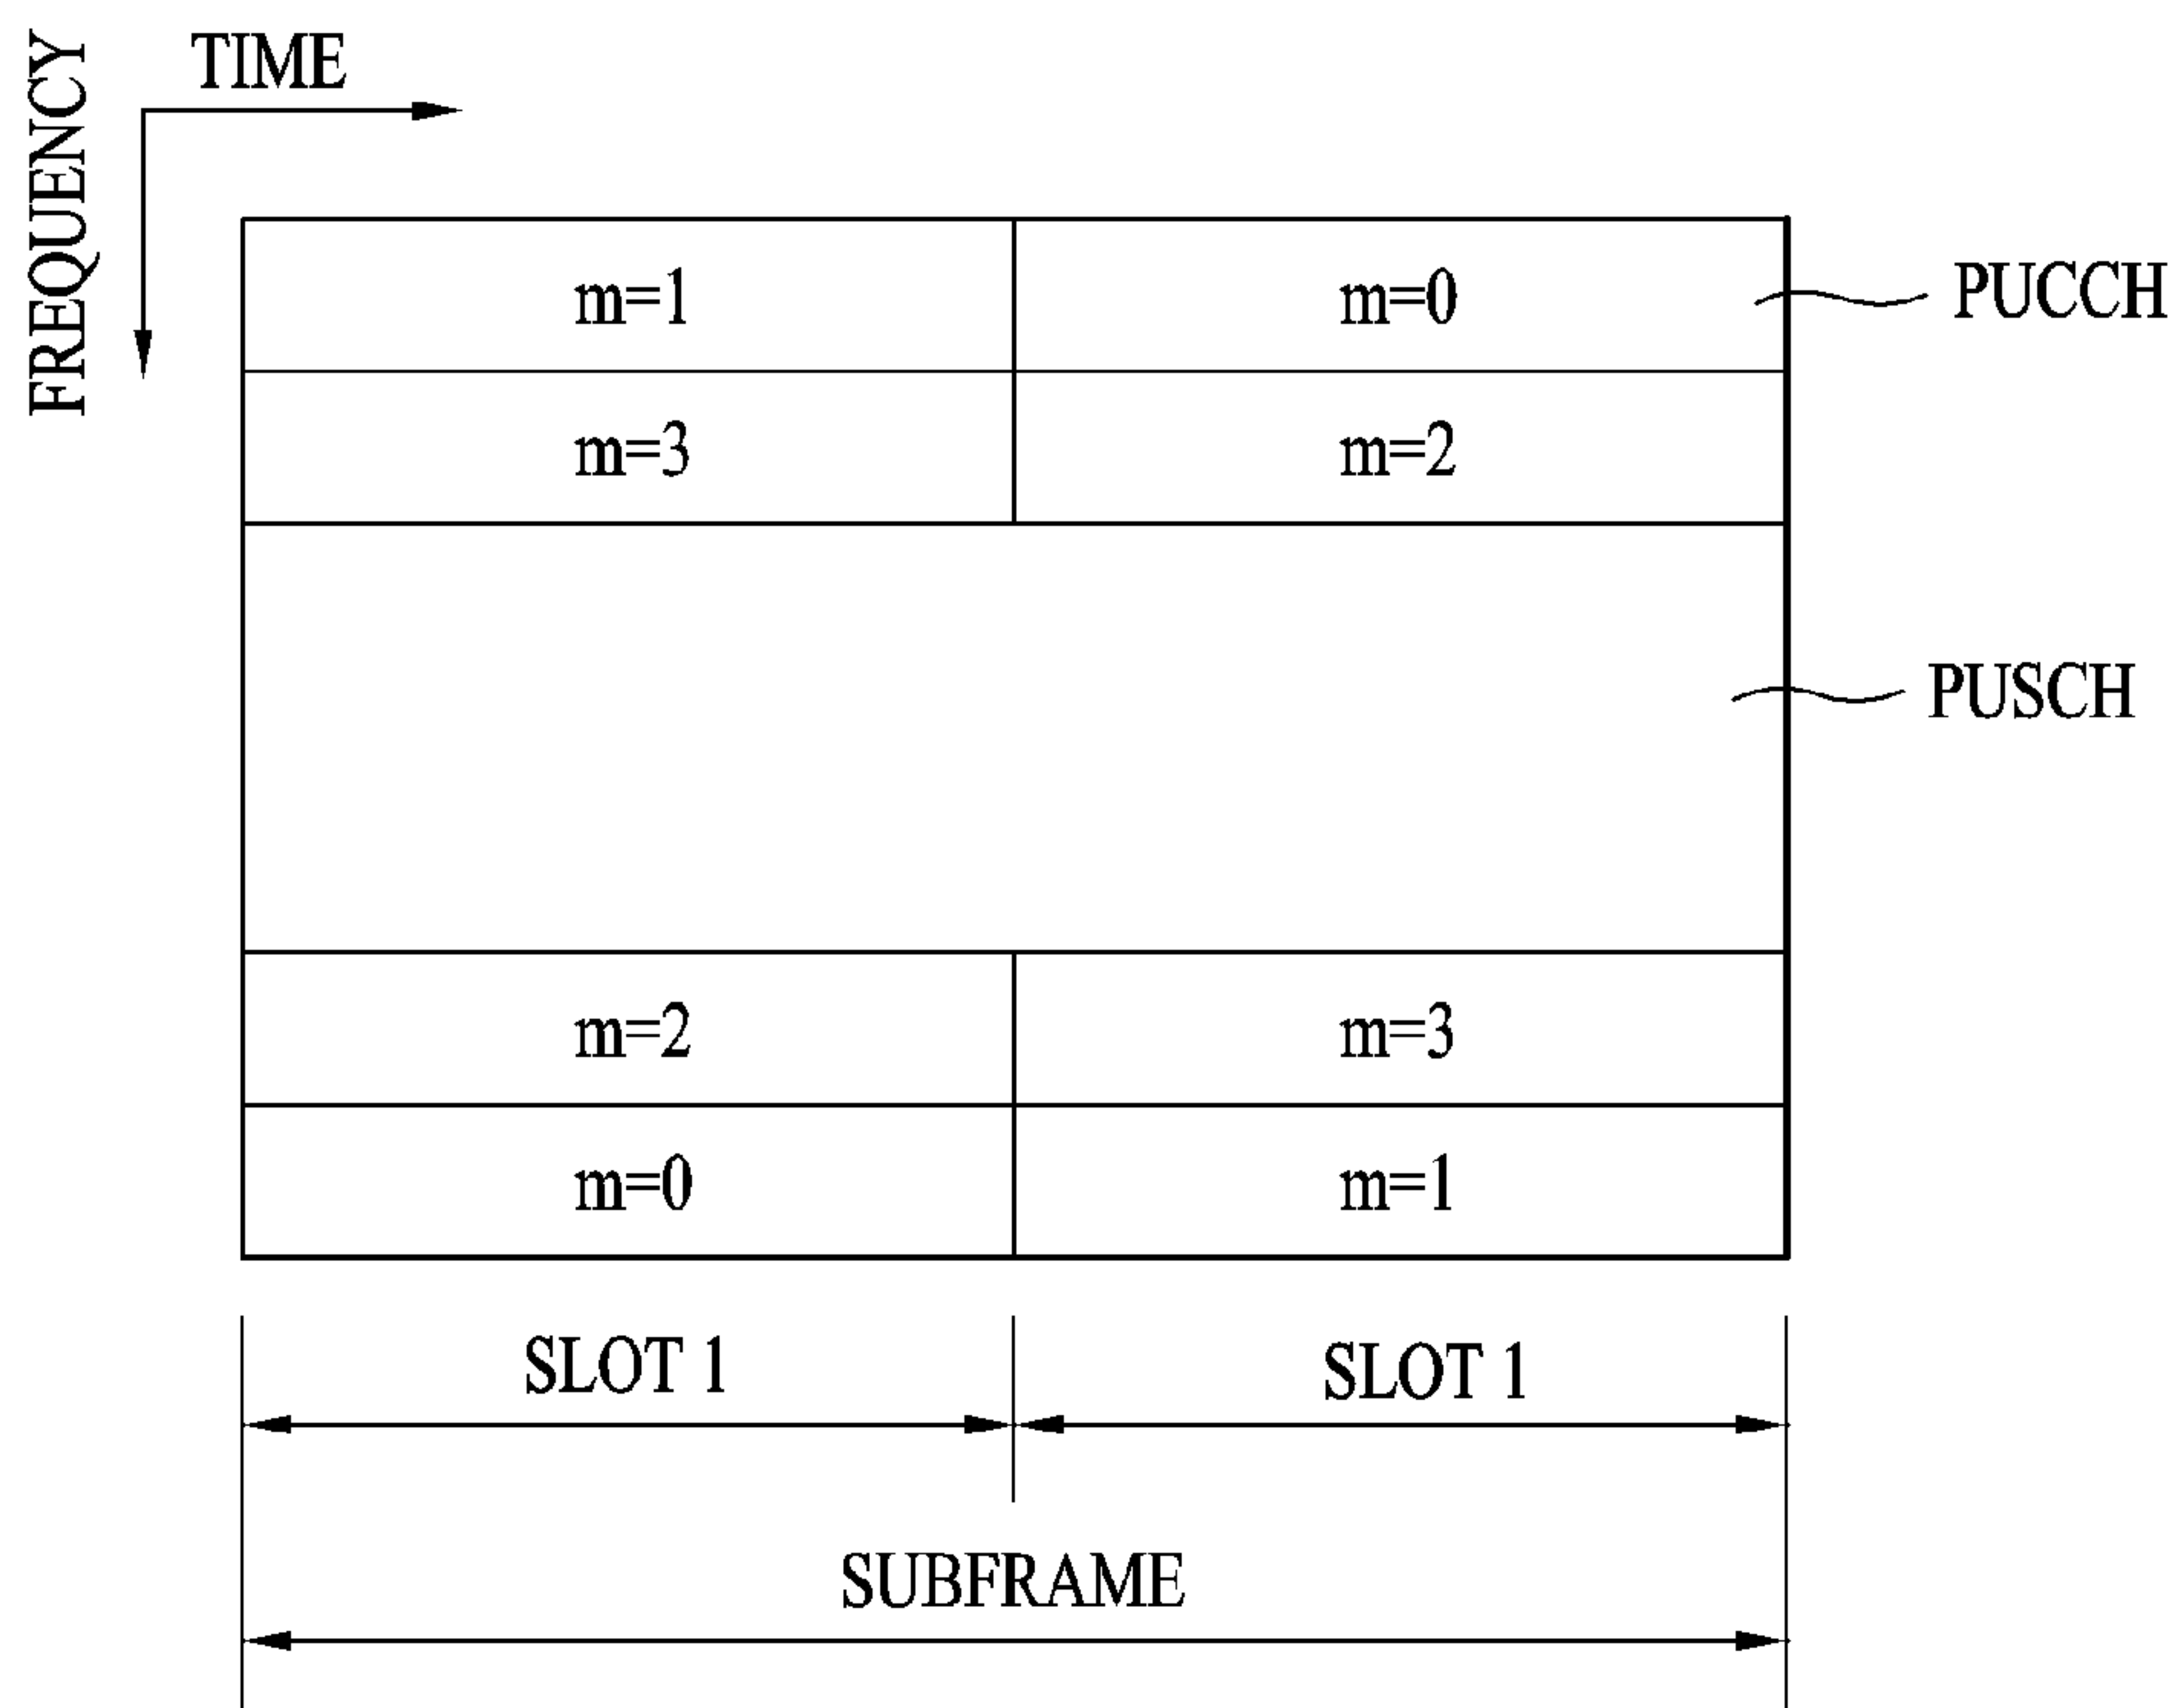 TIME
FREQUENCY
m=1 m=0 PUCCH
m=3 m=2
PUSCH
m=2 m=3
m=0 m=1
SLOT 1 SLOT 1
SUBFRAME